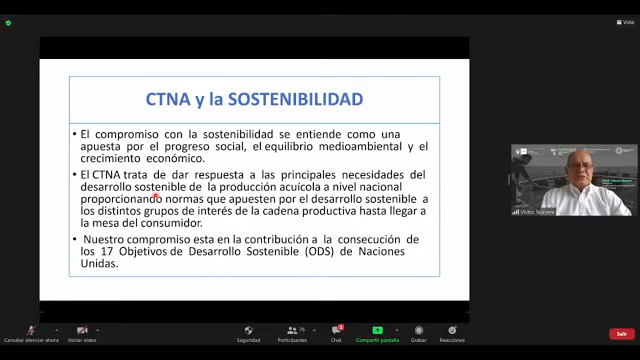 Vista
CTNA y la SOSTENIBILIDAD
• El compromiso con la sostenibilidad se entiende como una
apuesta por el progreso social, el equilibrio medioambiental y el
crecimiento económico.
• El CTNA trata de dar respuesta a las principales necesidades del
desarrollo sostenible de la producción acuícola a nivel nacional
proporcionando normas que apuesten por el desarrollo sostenible a
los distintos grupos de interés de la cadena productiva hasta llegar a
la mesa del consumidor.
• Nuestro compromiso esta en la contribución a la consecución de
los 17 Objetivos de Desarrollo Sostenible (ODS) de Naciones
Unidas.
Cancelar silenciar ahora
Iniciar video
Seguridad
Participantes
76
Chat
Compartir pantalla
Grabar
Reacciones
Salir